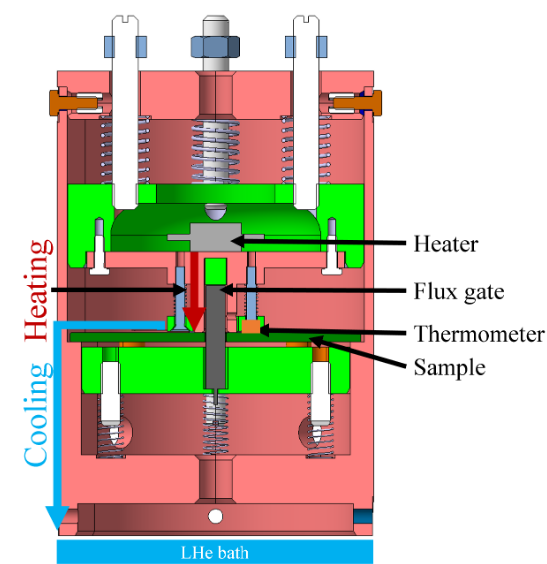 Heater
Heating
Flux gate
Thermometer
Sample
Cooling
LHe bath